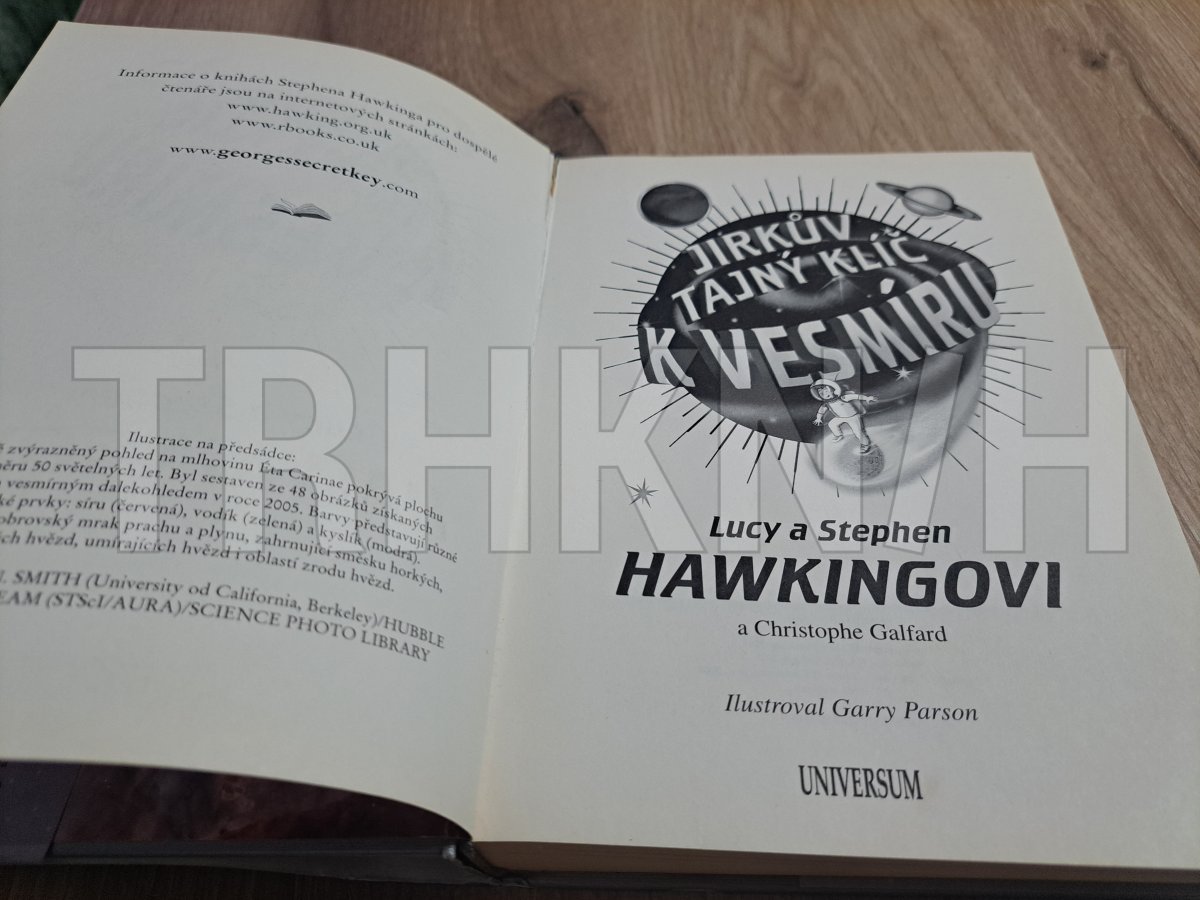 Informace o knihách Stephena Hawkinga pro dospělé
čtenáře jsou na internetových stránkách:
www.hawking.org.uk
www.rbooks.co.uk
www.georgessecretkey.com
Ilustrace na předsádce:
zvýrazněný pohled na mlhovinu Éta Carinae pokrývá plochu
50 světelných let. Byl sestaven ze 48 obrázků získaných
vesmírným dalekohledem v roce 2005. Barvy představují různé
prvky: síru (červená), vodík (zelená) a kyslík (modrá).
obrovský mrak prachu a plynu, zahrnující směsku horkých,
hvězd, umírajících hvězd i oblastí zrodu hvězd.
SMITH (University od California, Berkeley)/HUBBLE
(STScI/AURA)/SCIENCE PHOTO LIBRARY
JIRKŮV
TAJNÝ KLÍČ
K VESMÍRU
Lucy a Stephen
HAWKINGOVI
a Christophe Galfard
Ilustroval Garry Parson
UNIVERSUM